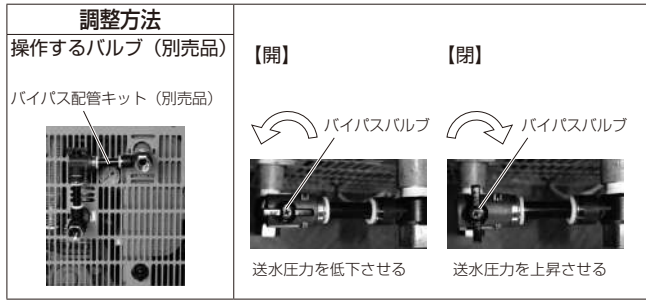 調整方法
操作するバルブ（別売品）
バイパス配管キット（別売品）
【開】
バイパスバルブ
送水圧力を低下させる
【閉】
バイパスバルブ
送水圧力を上昇させる